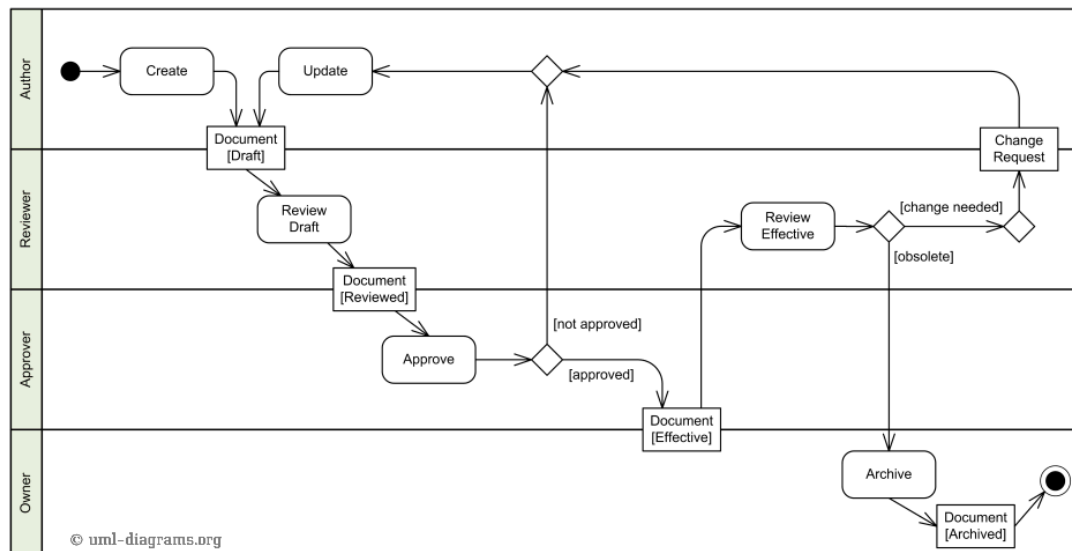 Author
Create
Update
Document
[Draft]
Change
Request
Reviewer
Review
Draft
Review
Effective
[change needed]
[obsolete]
Document
[Reviewed]
Approver
Approve
[not approved]
[approved]
Document
[Effective]
Owner
Archive
Document
[Archived]
© uml-diagrams.org